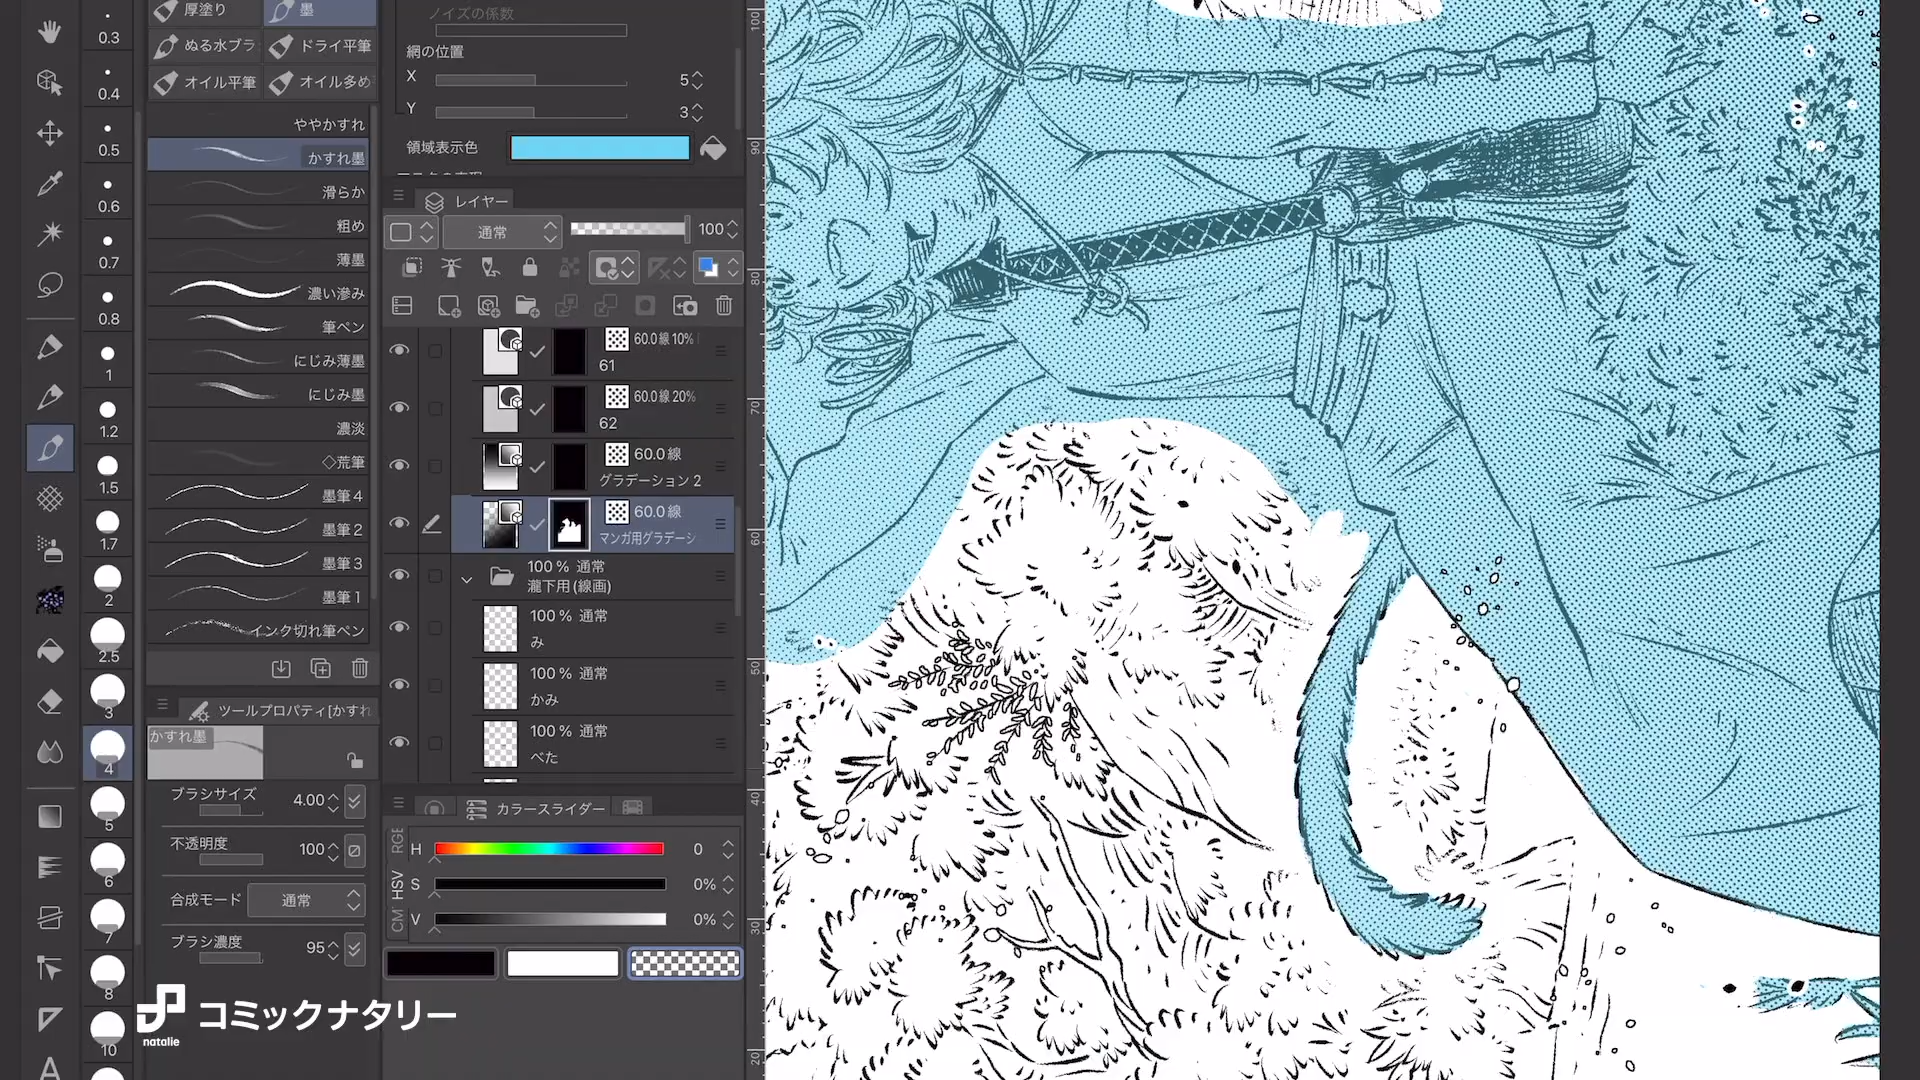 0.3
0.4
0.5
0.6
0.7
0.8
1
1.2
1.5
1.7
2
2.5
3
4
5
6
7
8
10
厚塗り
墨
ぬる水ブラ
ドライ平筆
オイル平筆
オイル多め
ややかすれ
かすれ墨
滑らか
粗め
薄墨
濃い滲み
筆ペン
にじみ薄墨
にじみ墨
濃淡
◇荒筆
墨筆4
墨筆2
墨筆3
墨筆1
インク切れ筆ペン
ツールプロパティ[かすれ
かすれ墨
ブラシサイズ 4.00
不透明度 100
合成モード 通常
ブラシ濃度 95
ノイズの係数
網の位置
X 5
Y 3
領域表示色
レイヤー
通常 100
60.0線 10%
61
60.0線 20%
62
60.0線
グラデーション 2
60.0線
マンガ用グラデーシ
100 % 通常
瀧下用(線画)
100 % 通常
み
100 % 通常
かみ
100 % 通常
べた
カラースライダー
RGE
HSV
CM
H 0
S 0%
V 0%
100
90
80
70
60
50
40
30
20
A
コミックナタリー
natalie